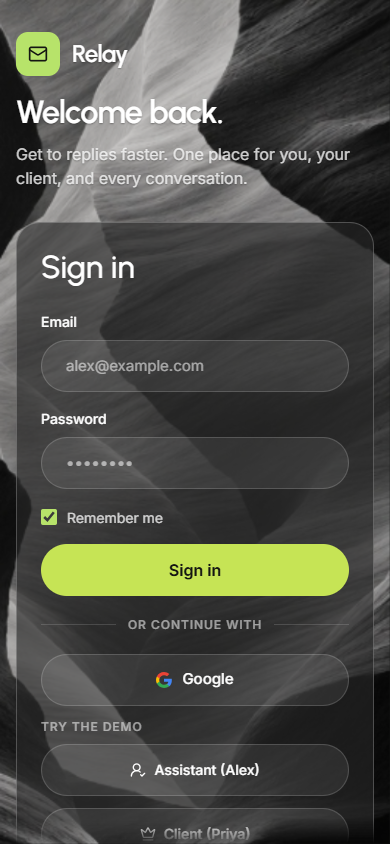 Relay
Welcome back.
Get to replies faster. One place for you, your
client, and every conversation.
Sign in
Email
alex@example.com
Password
••••••••
Remember me
Sign in
OR CONTINUE WITH
Google
TRY THE DEMO
Assistant (Alex)
Client (Priya)